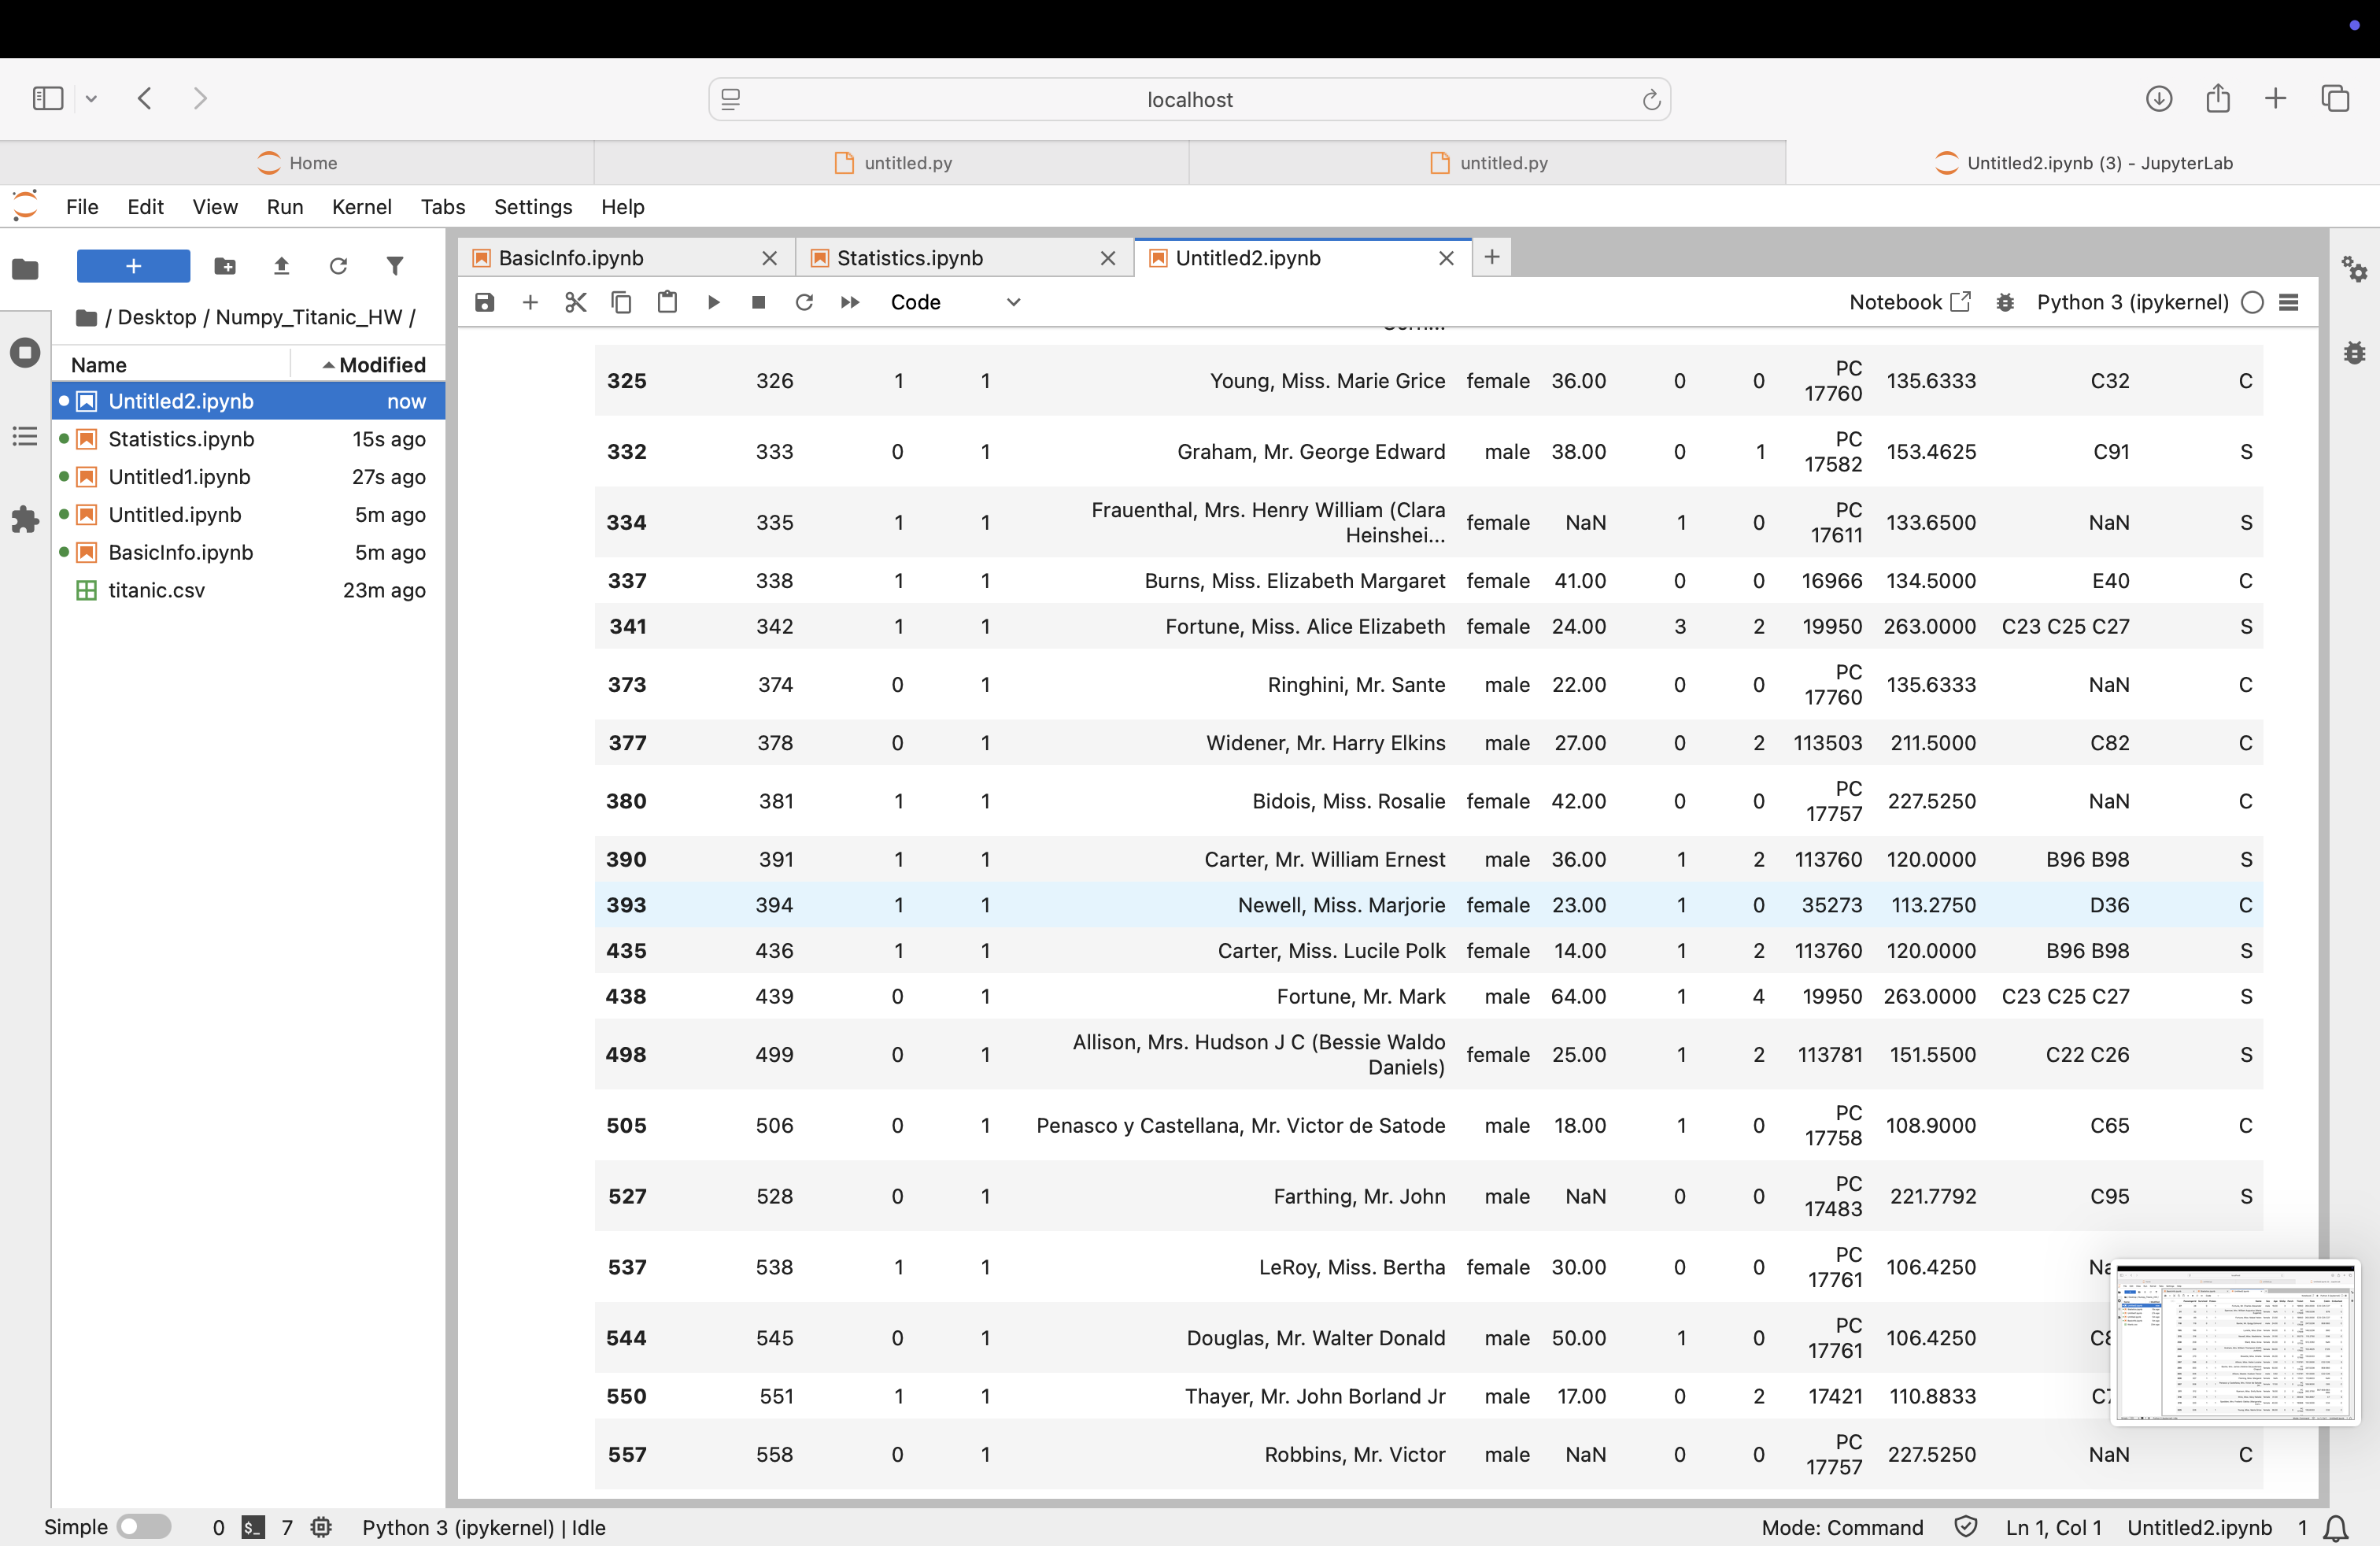 localhost
Home
untitled.py
untitled.py
Untitled2.ipynb (3) - JupyterLab
File Edit View Run Kernel Tabs Settings Help
+
/ Desktop / Numpy_Titanic_HW /
Name Modified
Untitled2.ipynb now
Statistics.ipynb 15s ago
Untitled1.ipynb 27s ago
Untitled.ipynb 5m ago
BasicInfo.ipynb 5m ago
titanic.csv 23m ago
BasicInfo.ipynb Statistics.ipynb Untitled2.ipynb
Code Notebook Python 3 (ipykernel)
325 326 1 1 Young, Miss. Marie Grice female 36.00 0 0 PC 17760 135.6333 C32 C
332 333 0 1 Graham, Mr. George Edward male 38.00 0 1 PC 17582 153.4625 C91 S
334 335 1 1 Frauenthal, Mrs. Henry William (Clara Heinshei... female NaN 1 0 PC 17611 133.6500 NaN S
337 338 1 1 Burns, Miss. Elizabeth Margaret female 41.00 0 0 16966 134.5000 E40 C
341 342 1 1 Fortune, Miss. Alice Elizabeth female 24.00 3 2 19950 263.0000 C23 C25 C27 S
373 374 0 1 Ringhini, Mr. Sante male 22.00 0 0 PC 17760 135.6333 NaN C
377 378 0 1 Widener, Mr. Harry Elkins male 27.00 0 2 113503 211.5000 C82 C
380 381 1 1 Bidois, Miss. Rosalie female 42.00 0 0 PC 17757 227.5250 NaN C
390 391 1 1 Carter, Mr. William Ernest male 36.00 1 2 113760 120.0000 B96 B98 S
393 394 1 1 Newell, Miss. Marjorie female 23.00 1 0 35273 113.2750 D36 C
435 436 1 1 Carter, Miss. Lucile Polk female 14.00 1 2 113760 120.0000 B96 B98 S
438 439 0 1 Fortune, Mr. Mark male 64.00 1 4 19950 263.0000 C23 C25 C27 S
498 499 0 1 Allison, Mrs. Hudson J C (Bessie Waldo Daniels) female 25.00 1 2 113781 151.5500 C22 C26 S
505 506 0 1 Penasco y Castellana, Mr. Victor de Satode male 18.00 1 0 PC 17758 108.9000 C65 C
527 528 0 1 Farthing, Mr. John male NaN 0 0 PC 17483 221.7792 C95 S
537 538 1 1 LeRoy, Miss. Bertha female 30.00 0 0 PC 17761 106.4250
544 545 0 1 Douglas, Mr. Walter Donald male 50.00 1 0 PC 17761 106.4250
550 551 1 1 Thayer, Mr. John Borland Jr male 17.00 0 2 17421 110.8833
557 558 0 1 Robbins, Mr. Victor male NaN 0 0 PC 17757 227.5250 NaN C
Simple 0 $_ 7 Python 3 (ipykernel) | Idle Mode: Command Ln 1, Col 1 Untitled2.ipynb 1